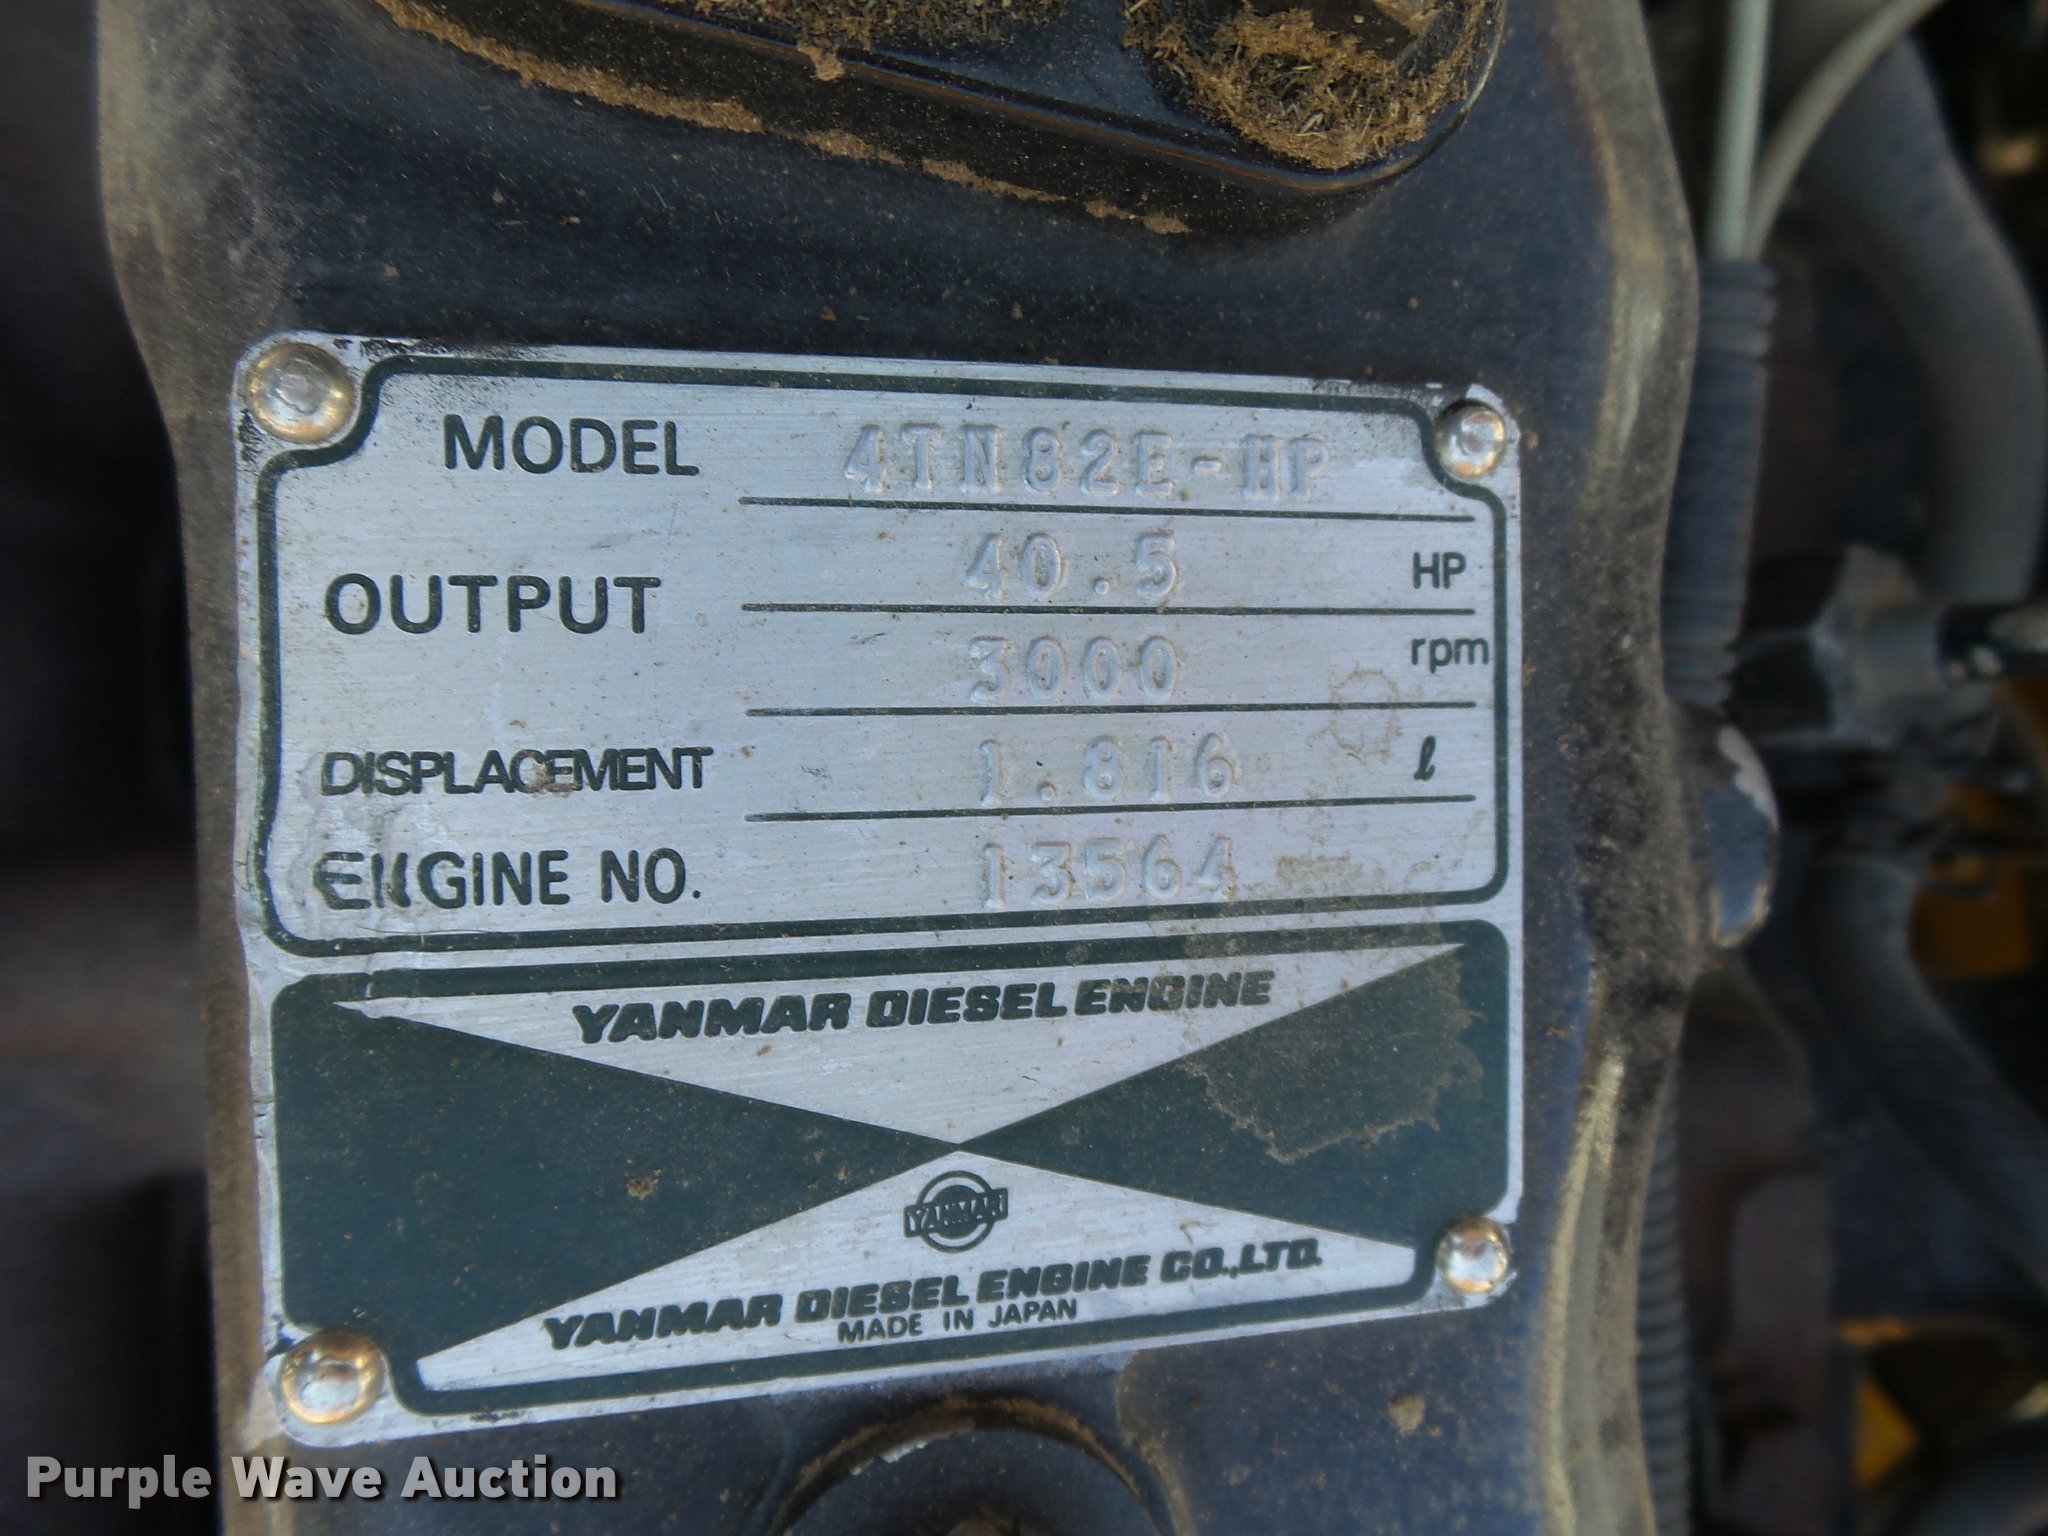 MODEL 4TN82E-HP
OUTPUT 40.5 HP
3000 rpm
DISPLACEMENT 1.816 ℓ
ENGINE NO. 13564
YANMAR DIESEL ENGINE
YANMAR
YANMAR DIESEL ENGINE CO.,LTD.
MADE IN JAPAN
Purple Wave Auction